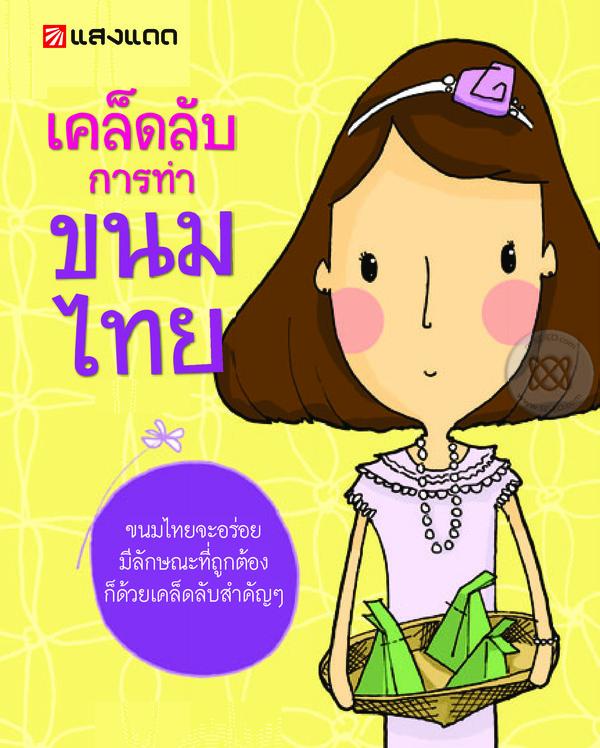 แสงแดด
เคล็ดลับ
การทำ
ขนม
ไทย
ขนมไทยจะอร่อย
มีลักษณะที่ถูกต้อง
ก็ด้วยเคล็ดลับสำคัญๆ